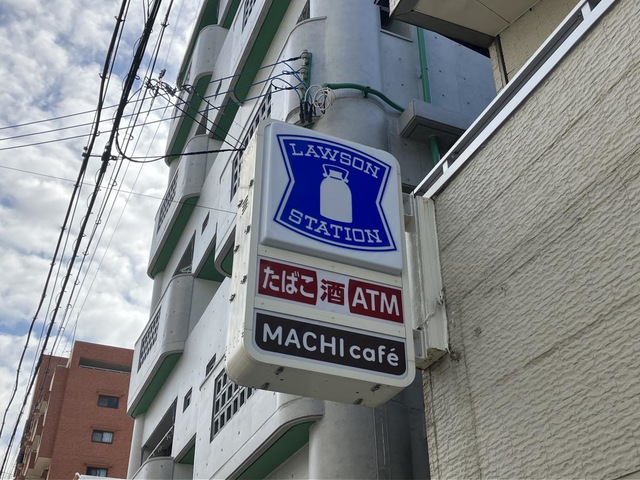 LAWSON
STATION
たばこ 酒 ATM
MACHI café